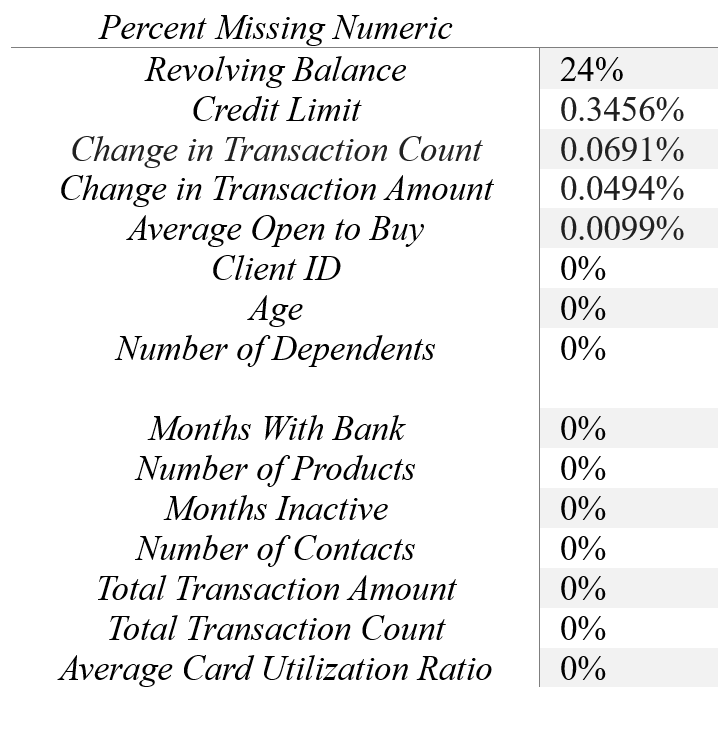 Percent Missing Numeric
Revolving Balance 24%
Credit Limit 0.3456%
Change in Transaction Count 0.0691%
Change in Transaction Amount 0.0494%
Average Open to Buy 0.0099%
Client ID 0%
Age 0%
Number of Dependents 0%
Months With Bank 0%
Number of Products 0%
Months Inactive 0%
Number of Contacts 0%
Total Transaction Amount 0%
Total Transaction Count 0%
Average Card Utilization Ratio 0%